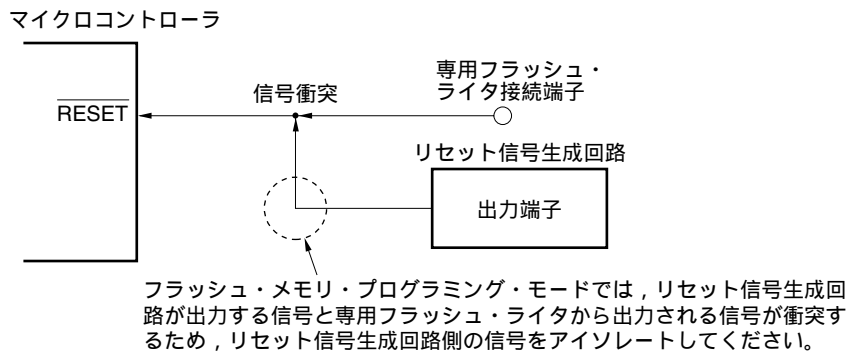 マイクロコントローラ
専用フラッシュ・
ライタ接続端子
信号衝突
RESET
リセット信号生成回路
出力端子
フラッシュ・メモリ・プログラミング・モードでは，リセット信号生成回
路が出力する信号と専用フラッシュ・ライタから出力される信号が衝突す
るため，リセット信号生成回路側の信号をアイソレートしてください。